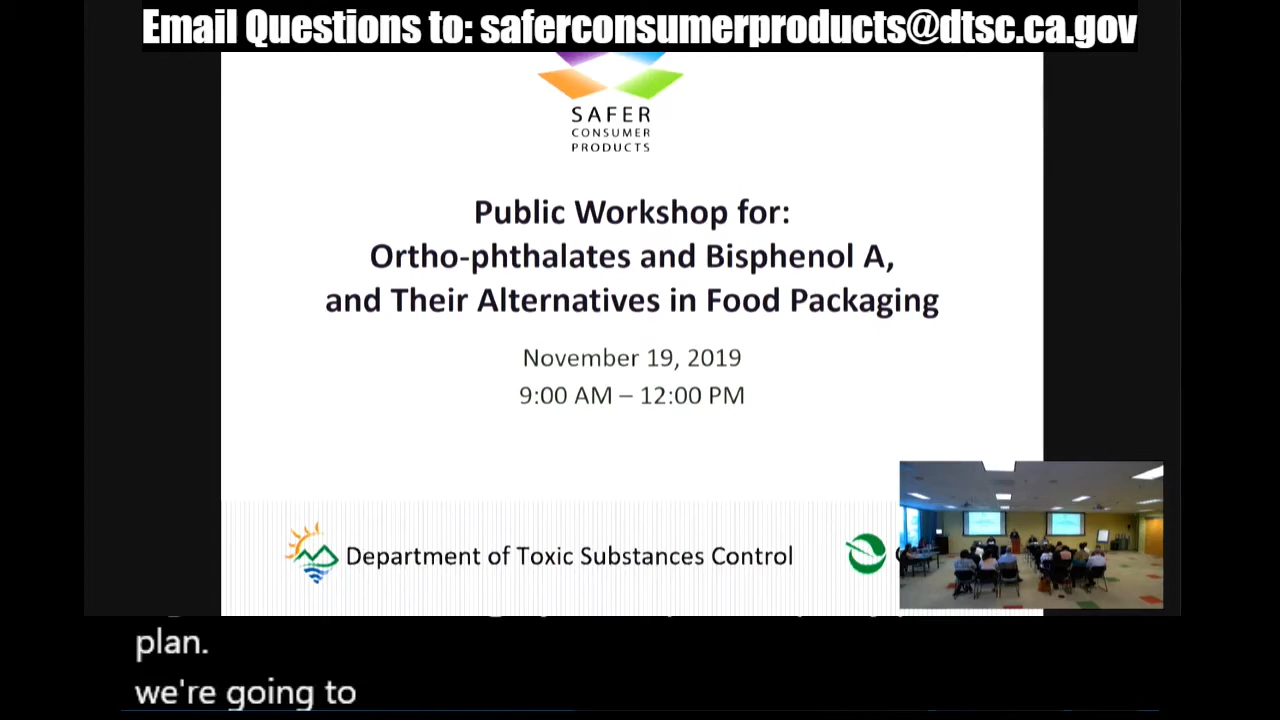 Email Questions to: saferconsumerproducts@dtsc.ca.gov
SAFER
CONSUMER
PRODUCTS
Public Workshop for:
Ortho-phthalates and Bisphenol A,
and Their Alternatives in Food Packaging
November 19, 2019
9:00 AM – 12:00 PM
Department of Toxic Substances Control
plan.
we're going to